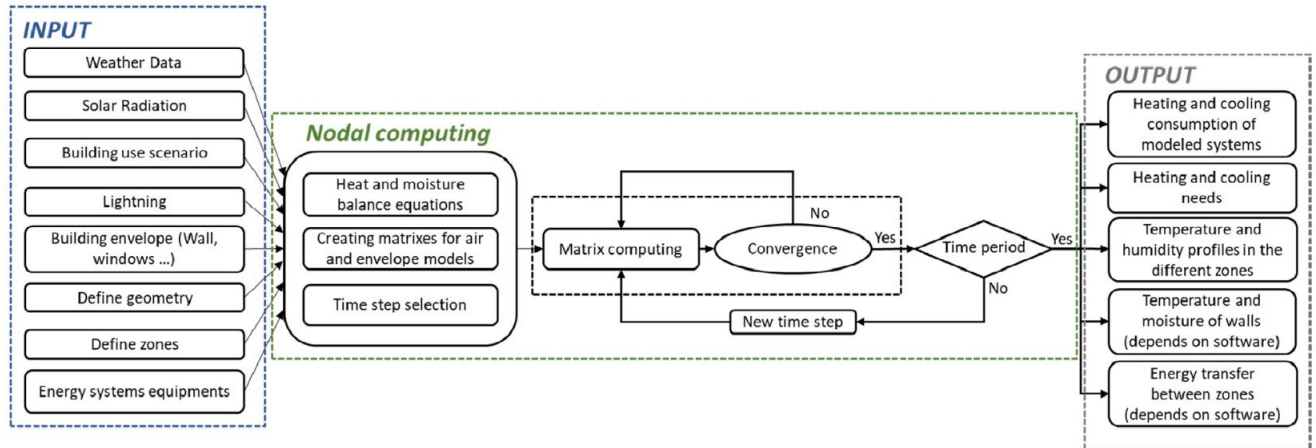 INPUT
Weather Data
Solar Radiation
Building use scenario
Lightning
Building envelope (Wall,
windows ...)
Define geometry
Define zones
Energy systems equipments
Nodal computing
Heat and moisture
balance equations
Creating matrixes for air
and envelope models
Time step selection
Matrix computing
Convergence
No
Yes
Time period
Yes
No
New time step
OUTPUT
Heating and cooling
consumption of
modeled systems
Heating and cooling
needs
Temperature and
humidity profiles in the
different zones
Temperature and
moisture of walls
(depends on software)
Energy transfer
between zones
(depends on software)